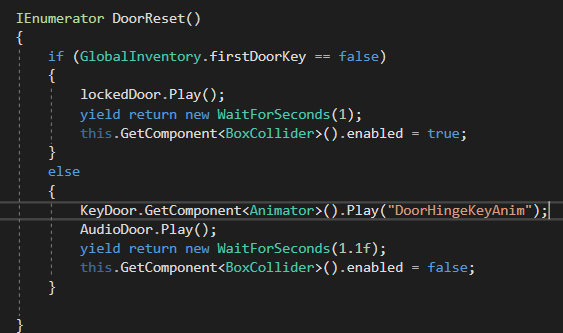 IEnumerator DoorReset()
{
if (GlobalInventory.firstDoorKey == false)
{
lockedDoor.Play();
yield return new WaitForSeconds(1);
this.GetComponent<BoxCollider>().enabled = true;
}
else
{
KeyDoor.GetComponent<Animator>().Play("DoorHingeKeyAnim");
AudioDoor.Play();
yield return new WaitForSeconds(1.1f);
this.GetComponent<BoxCollider>().enabled = false;
}
}